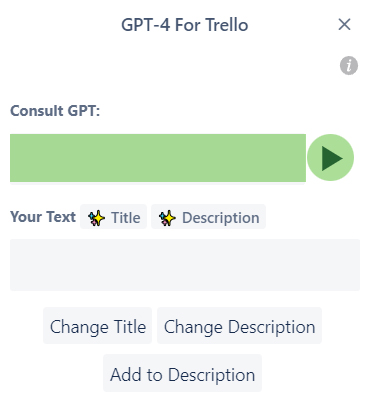 GPT-4 For Trello
Consult GPT:
Your Text Title Description
Change Title Change Description
Add to Description